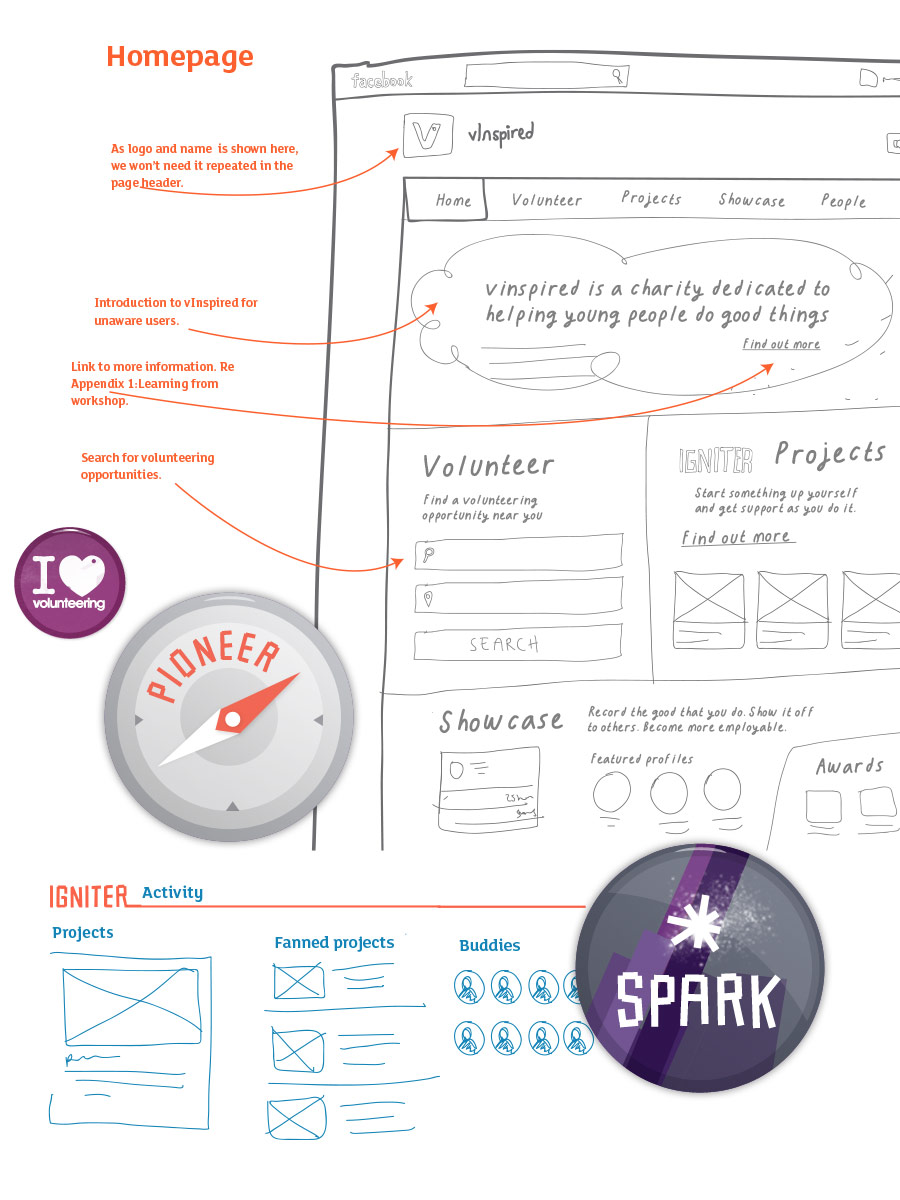 Homepage
facebook
As logo and name is shown here,
we won't need it repeated in the
page header.
V
vInspired
Home
Volunteer
Projects
Showcase
People
Introduction to vInspired for
unaware users.
vinspired is a charity dedicated to
helping young people do good things
Find out more
Link to more information. Re
Appendix 1:Learning from
workshop.
Search for volunteering
opportunities.
Volunteer
Find a volunteering
opportunity near you
SEARCH
IGNITER Projects
Start something up yourself
and get support as you do it.
Find out more
I
volunteering
PIONEER
Showcase
Record the good that you do. Show it off
to others. Become more employable.
Featured profiles
Awards
IGNITER Activity
Projects
Fanned projects
Buddies
SPARK